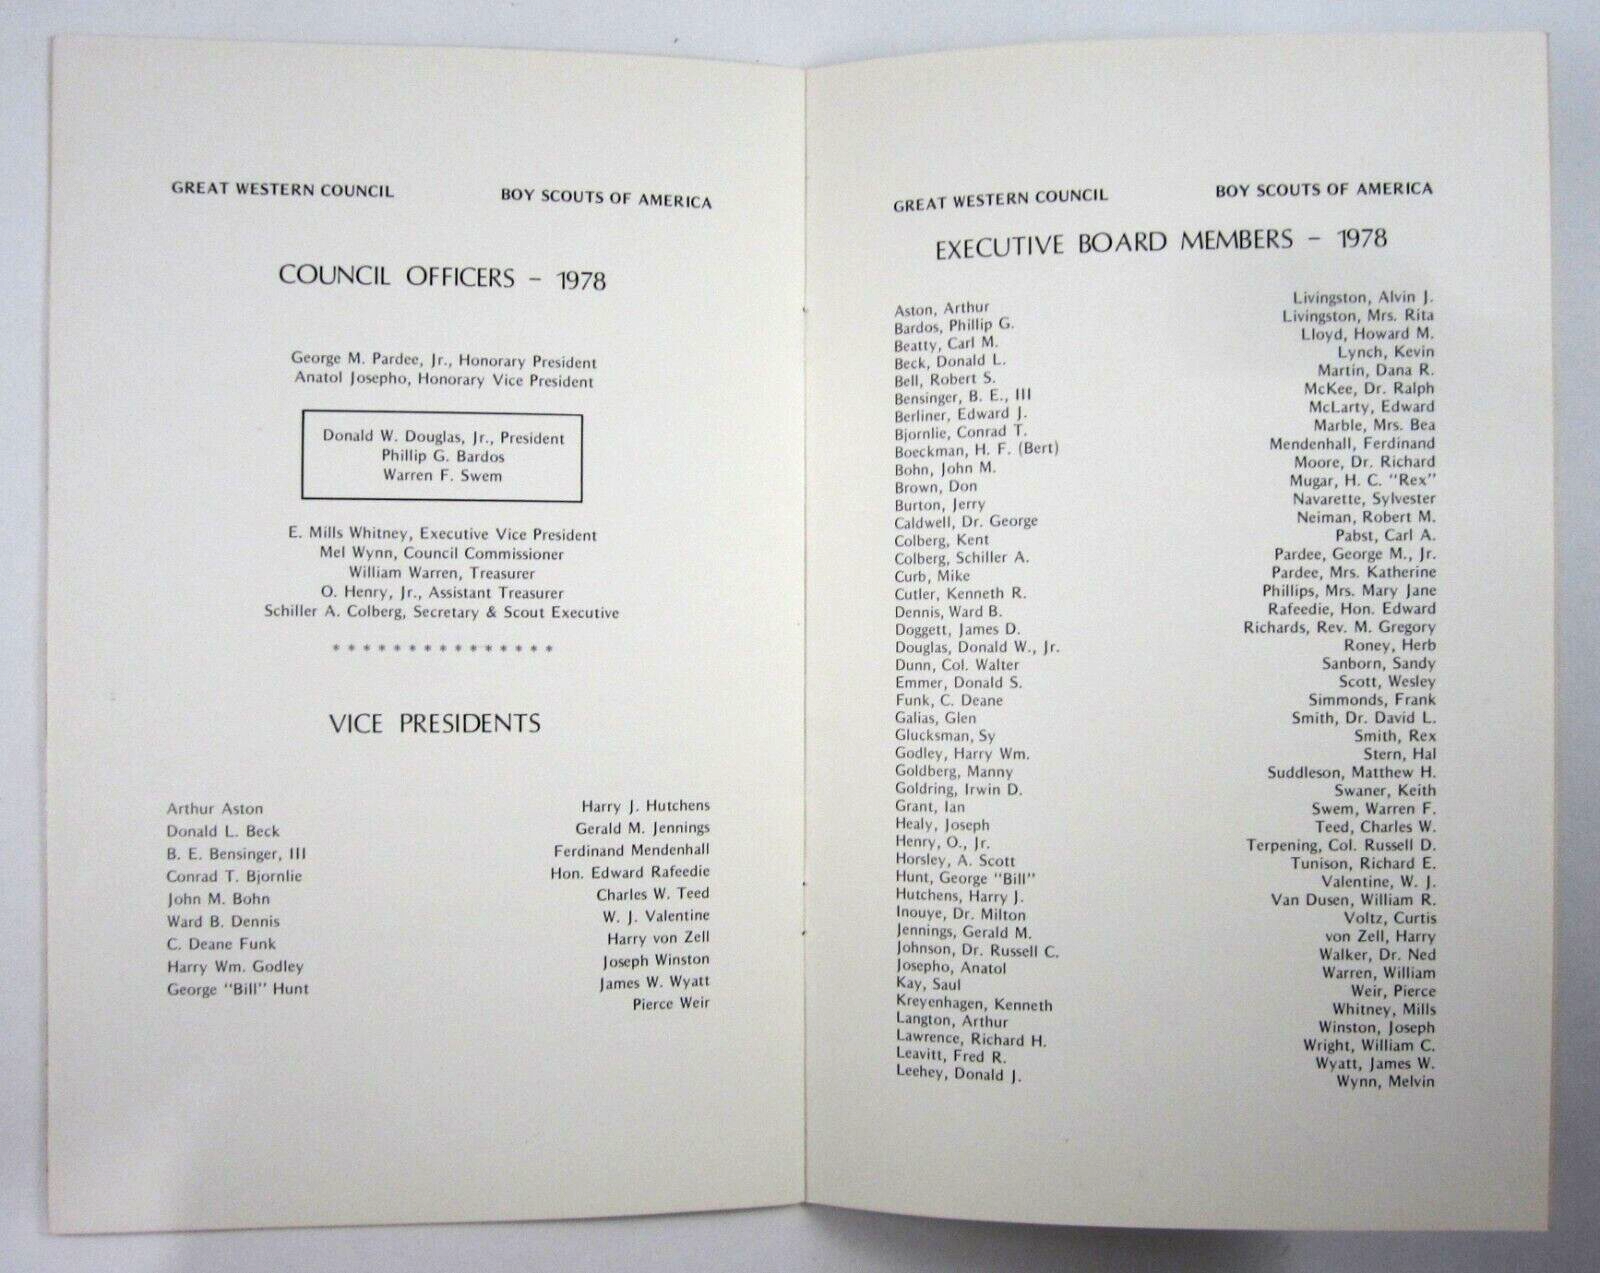 GREAT WESTERN COUNCIL BOY SCOUTS OF AMERICA
COUNCIL OFFICERS - 1978
George M. Pardee, Jr., Honorary President
Anatol Josepho, Honorary Vice President
Donald W. Douglas, Jr., President
Phillip G. Bardos
Warren F. Swem
E. Mills Whitney, Executive Vice President
Mel Wynn, Council Commissioner
William Warren, Treasurer
O. Henry, Jr., Assistant Treasurer
Schiller A. Colberg, Secretary & Scout Executive
* * * * * * * * * * * * * * *
VICE PRESIDENTS
Arthur Aston
Donald L. Beck
B. E. Bensinger, III
Conrad T. Bjornlie
John M. Bohn
Ward B. Dennis
C. Deane Funk
Harry Wm. Godley
George "Bill" Hunt
Harry J. Hutchens
Gerald M. Jennings
Ferdinand Mendenhall
Hon. Edward Rafeedie
Charles W. Teed
W. J. Valentine
Harry von Zell
Joseph Winston
James W. Wyatt
Pierce Weir
GREAT WESTERN COUNCIL BOY SCOUTS OF AMERICA
EXECUTIVE BOARD MEMBERS - 1978
Aston, Arthur
Bardos, Phillip G.
Beatty, Carl M.
Beck, Donald L.
Bell, Robert S.
Bensinger, B. E., III
Berliner, Edward J.
Bjornlie, Conrad T.
Boeckman, H. F. (Bert)
Bohn, John M.
Brown, Don
Burton, Jerry
Caldwell, Dr. George
Colberg, Kent
Colberg, Schiller A.
Curb, Mike
Cutler, Kenneth R.
Dennis, Ward B.
Doggett, James D.
Douglas, Donald W., Jr.
Dunn, Col. Walter
Emmer, Donald S.
Funk, C. Deane
Galias, Glen
Glucksman, Sy
Godley, Harry Wm.
Goldberg, Manny
Goldring, Irwin D.
Grant, Ian
Healy, Joseph
Henry, O., Jr.
Horsley, A. Scott
Hunt, George "Bill"
Hutchens, Harry J.
Inouye, Dr. Milton
Jennings, Gerald M.
Johnson, Dr. Russell C.
Josepho, Anatol
Kay, Saul
Kreyenhagen, Kenneth
Langton, Arthur
Lawrence, Richard H.
Leavitt, Fred R.
Leehey, Donald J.
Livingston, Alvin J.
Livingston, Mrs. Rita
Lloyd, Howard M.
Lynch, Kevin
Martin, Dana R.
McKee, Dr. Ralph
McLarty, Edward
Marble, Mrs. Bea
Mendenhall, Ferdinand
Moore, Dr. Richard
Mugar, H. C. "Rex"
Navarette, Sylvester
Neiman, Robert M.
Pabst, Carl A.
Pardee, George M., Jr.
Pardee, Mrs. Katherine
Phillips, Mrs. Mary Jane
Rafeedie, Hon. Edward
Richards, Rev. M. Gregory
Roney, Herb
Sanborn, Sandy
Scott, Wesley
Simmonds, Frank
Smith, Dr. David L.
Smith, Rex
Stern, Hal
Suddleson, Matthew H.
Swaner, Keith
Swem, Warren F.
Teed, Charles W.
Terpening, Col. Russell D.
Tunison, Richard E.
Valentine, W. J.
Van Dusen, William R.
Voltz, Curtis
von Zell, Harry
Walker, Dr. Ned
Warren, William
Weir, Pierce
Whitney, Mills
Winston, Joseph
Wright, William C.
Wyatt, James W.
Wynn, Melvin